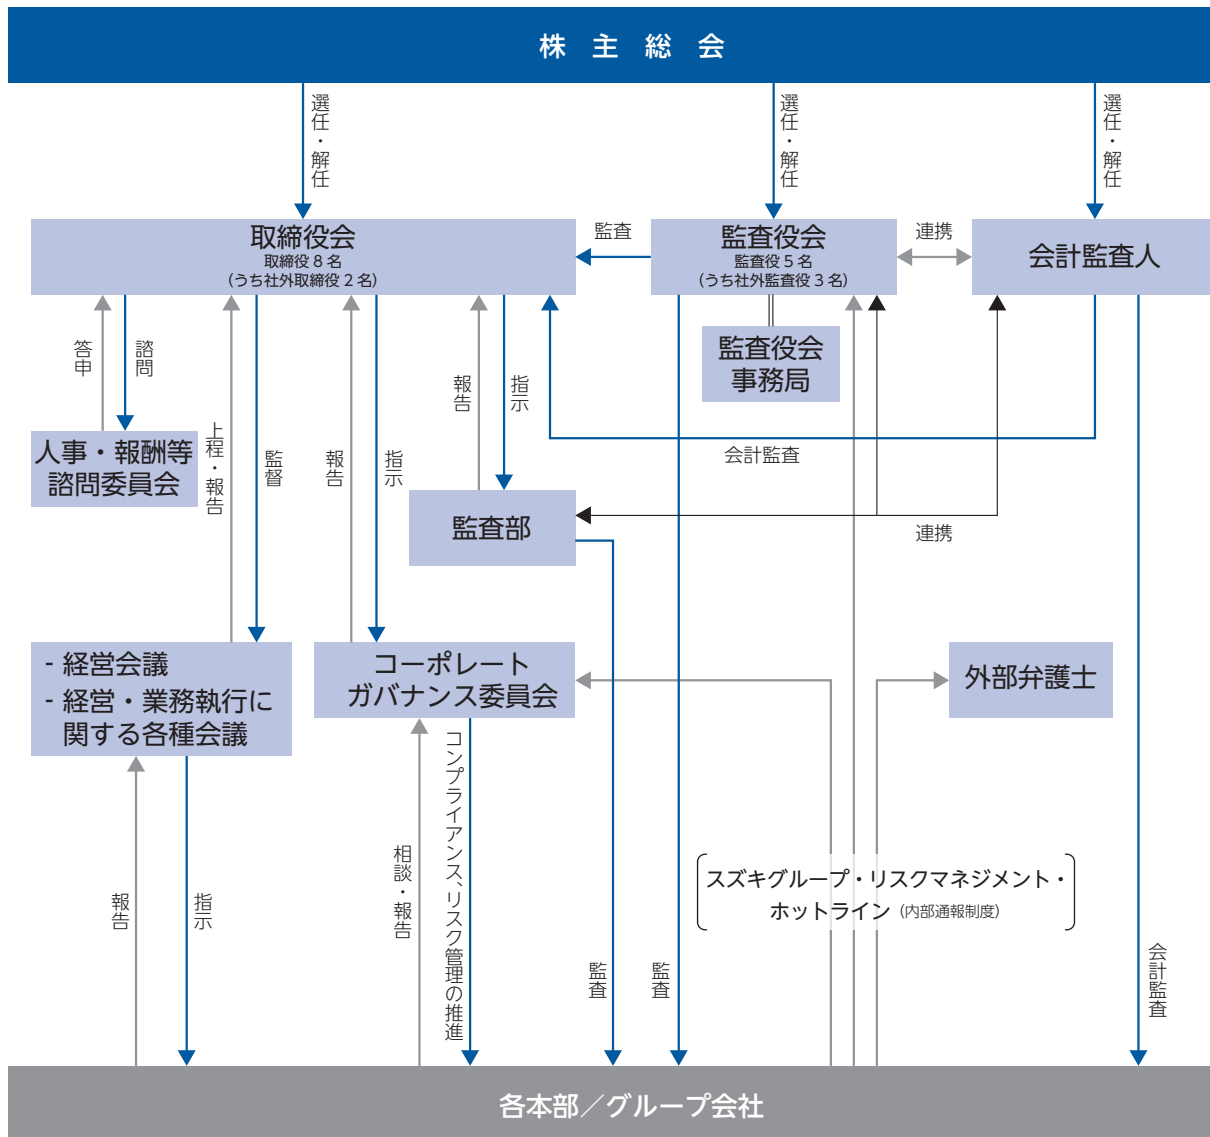 株主総会
選任・解任
選任・解任
選任・解任
取締役会
取締役8名
(うち社外取締役2名)
監査
監査役会
監査役5名
(うち社外監査役3名)
連携
会計監査人
監査役会
事務局
答申
諮問
報告
指示
人事・報酬等
諮問委員会
上程・報告
監督
報告
指示
会計監査
監査部
連携
- 経営会議
- 経営・業務執行に
関する各種会議
コーポレート
ガバナンス委員会
外部弁護士
報告
指示
相談・報告
コンプライアンス、リスク管理の推進
スズキグループ・リスクマネジメント・
ホットライン(内部通報制度)
監査
監査
会計監査
各本部/グループ会社